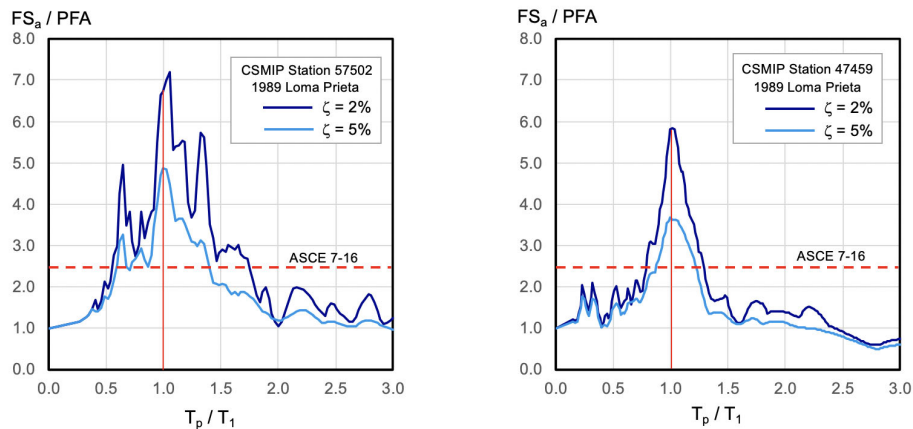 FSa / PFA
8.0
7.0
6.0
5.0
4.0
3.0
2.0
1.0
0.0
0.0 0.5 1.0 1.5 2.0 2.5 3.0
Tp / T1
CSMIP Station 57502
1989 Loma Prieta
ζ = 2%
ζ = 5%
ASCE 7-16
FSa / PFA
8.0
7.0
6.0
5.0
4.0
3.0
2.0
1.0
0.0
0.0 0.5 1.0 1.5 2.0 2.5 3.0
Tp / T1
CSMIP Station 47459
1989 Loma Prieta
ζ = 2%
ζ = 5%
ASCE 7-16